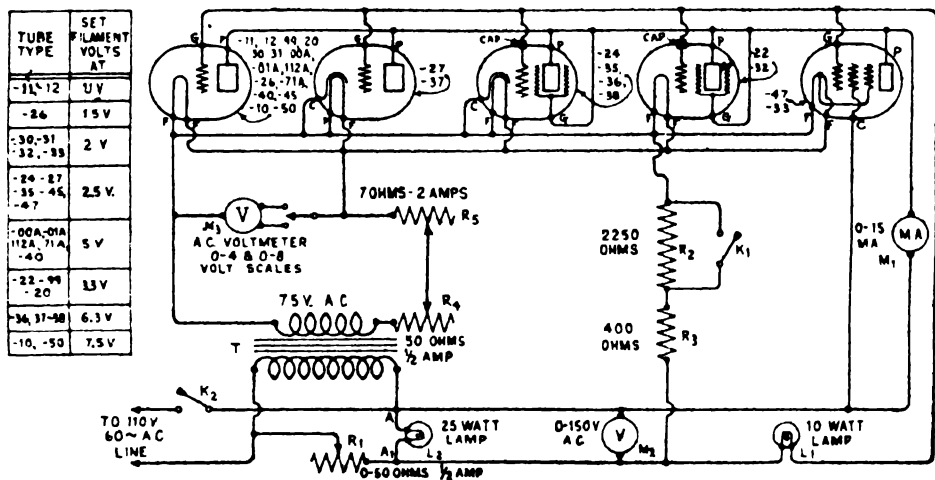 TUBE TYPE
SET FILAMENT VOLTS AT
-11, -12
-26
1.5 V
-30, -31
-32, -33
2 V
-24 -27
-35 -45,
-47
2.5 V.
-00A, -01A
112A, 71A,
-40
5 V
-22 -99
-20
3.3 V
-36, 37-38
6.3 V
-10, -50
7.5 V
-11, 12, 99, 20
30, 31, 00A,
-01A, 112A,
-26, -71A,
-40, -45
-10 -50
G
P
F
F
G
P
-27
-37
C
F
F
CAP
P
-24
-35,
-36,
-38
C
F
F
G
CAP
P
-22
-32
F
F
G
G
P
-47
-33
F
F
C
7 OHMS - 2 AMPS
R5
V
M3
A.C. VOLTMETER
0-4 & 0-8
VOLT SCALES
2250
OHMS
R2
K1
0-15
MA
M1
MA
7.5 V. A C
R4
50 OHMS
1/2 AMP
T
400
OHMS
R3
K2
TO 110V
60~ A C
LINE
A
A1
25 WATT
LAMP
L2
R1
0-50 OHMS 1/2 AMP
0-150V
A C
V
M2
10 WATT
LAMP
L1